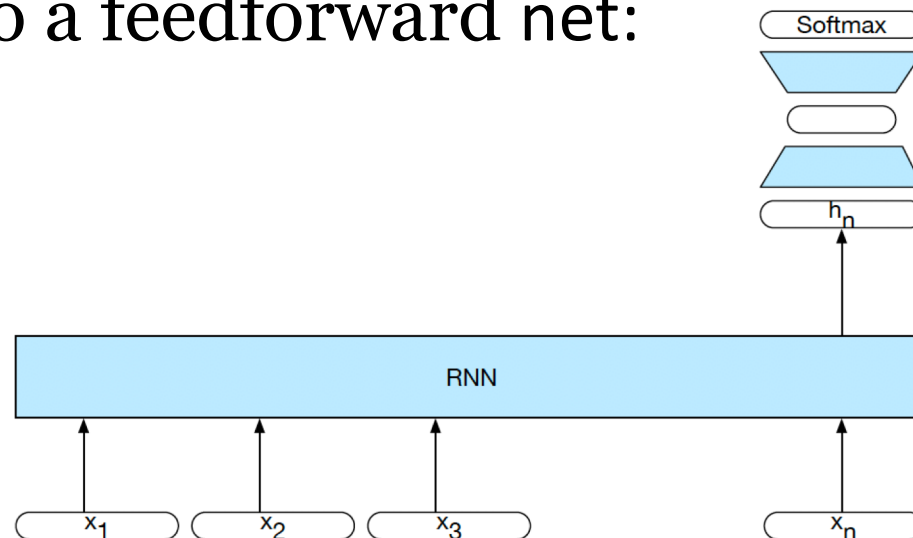 o a feedforward net:
Softmax
hn
RNN
x1 x2 x3 xn